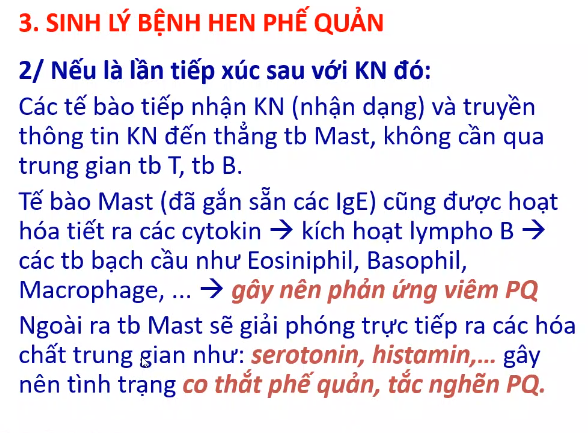 3. SINH LÝ BỆNH HEN PHẾ QUẢN
2/ Nếu là lần tiếp xúc sau với KN đó:
Các tế bào tiếp nhận KN (nhận dạng) và truyền
thông tin KN đến thẳng tb Mast, không cần qua
trung gian tb T, tb B.
Tế bào Mast (đã gắn sẵn các IgE) cũng được hoạt
hóa tiết ra các cytokin → kích hoạt lympho B →
các tb bạch cầu như Eosiniphil, Basophil,
Macrophage, ... → gây nên phản ứng viêm PQ
Ngoài ra tb Mast sẽ giải phóng trực tiếp ra các hóa
chất trung gian như: serotonin, histamin,... gây
nên tình trạng co thắt phế quản, tắc nghẽn PQ.